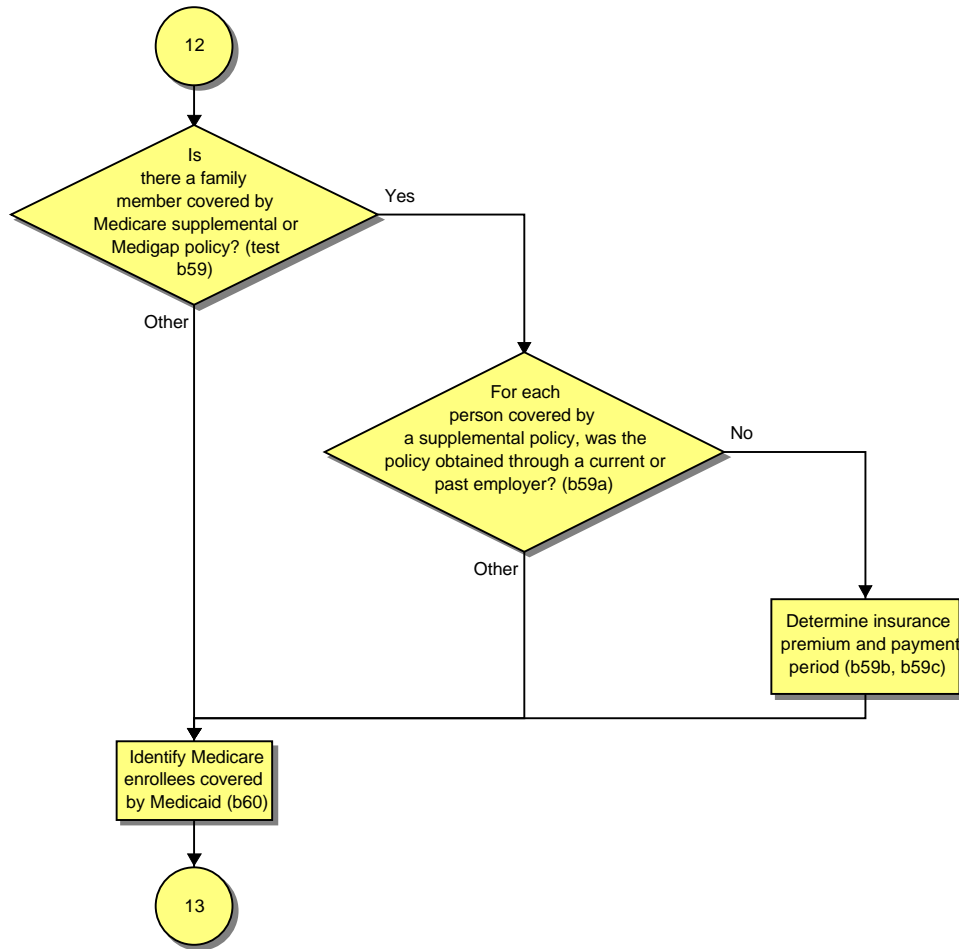 12
Is
there a family
member covered by
Medicare supplemental or
Medigap policy? (test
b59)
Yes
Other
For each
person covered by
a supplemental policy, was the
policy obtained through a current or
past employer? (b59a)
No
Other
Determine insurance
premium and payment
period (b59b, b59c)
Identify Medicare
enrollees covered
by Medicaid (b60)
13